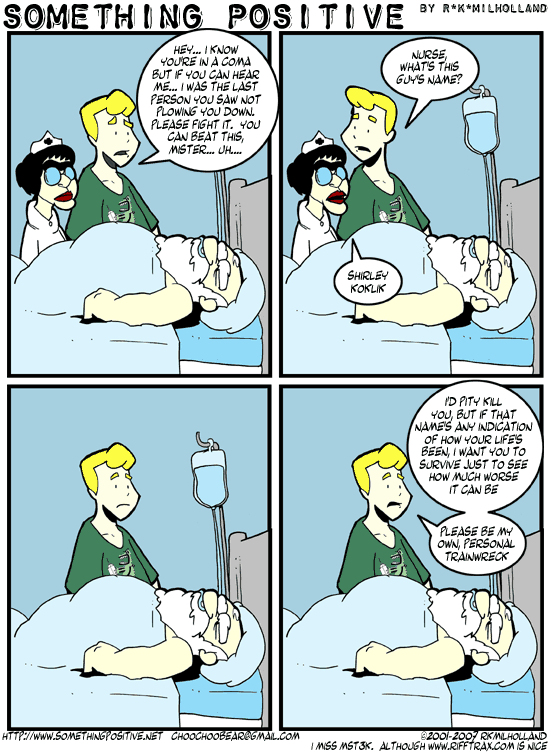 SOMETHING POSITIVE BY R*K*MILHOLLAND
HEY... I KNOW
YOU'RE IN A COMA
BUT IF YOU CAN HEAR
ME... I WAS THE LAST
PERSON YOU SAW NOT
PLOWING YOU DOWN.
PLEASE FIGHT IT. YOU
CAN BEAT THIS,
MISTER... UH....
NURSE,
WHAT'S THIS
GUY'S NAME?
SHIRLEY
KOKLIK
I'D PITY KILL
YOU, BUT IF THAT
NAME'S ANY INDICATION
OF HOW YOUR LIFE'S
BEEN, I WANT YOU TO
SURVIVE JUST TO SEE
HOW MUCH WORSE
IT CAN BE
PLEASE BE MY
OWN, PERSONAL
TRAINWRECK
HTTP://WWW.SOMETHINGPOSITIVE.NET CHOOCHOOBEAR@GMAIL.COM ©2001-2007 RKMILHOLLAND
I MISS MST3K. ALTHOUGH WWW.RIFFTRAX.COM IS NICE